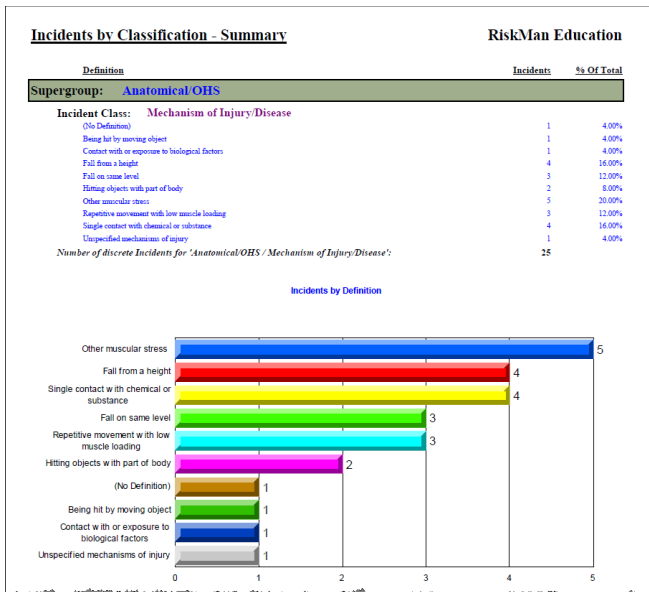 Incidents by Classification - Summary RiskMan Education
Definition Incidents % Of Total
Supergroup: Anatomical/OHS
Incident Class: Mechanism of Injury/Disease
(No Definition) 1 4.00%
Being hit by moving object 1 4.00%
Contact with or exposure to biological factors 1 4.00%
Fall from a height 4 16.00%
Fall on same level 3 12.00%
Hitting objects with part of body 2 8.00%
Other muscular stress 5 20.00%
Repetitive movement with low muscle loading 3 12.00%
Single contact with chemical or substance 4 16.00%
Unspecified mechanisms of injury 1 4.00%
Number of discrete Incidents for 'Anatomical/OHS / Mechanism of Injury/Disease': 25
Incidents by Definition
Other muscular stress 5
Fall from a height 4
Single contact with chemical or
substance 4
Fall on same level 3
Repetitive movement with low
muscle loading 3
Hitting objects with part of body 2
(No Definition) 1
Being hit by moving object 1
Contact with or exposure to
biological factors 1
Unspecified mechanisms of injury 1
0 1 2 3 4 5